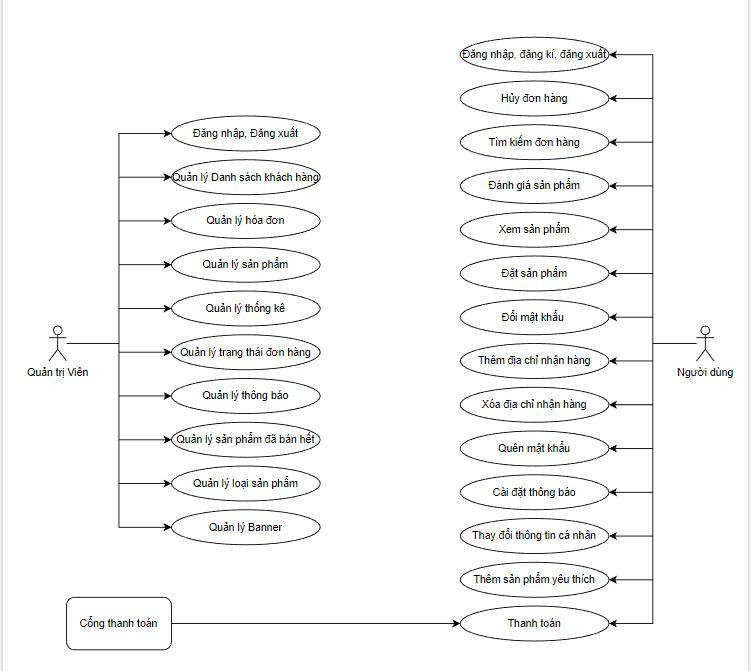 Đăng nhập, Đăng xuất
Quản lý Danh sách khách hàng
Quản lý hóa đơn
Quản lý sản phẩm
Quản lý thống kê
Quản lý trạng thái đơn hàng
Quản lý thông báo
Quản lý sản phẩm đã bán hết
Quản lý loại sản phẩm
Quản lý Banner
Quản trị Viên
Cổng thanh toán
Đăng nhập, đăng kí, đăng xuất
Hủy đơn hàng
Tìm kiếm đơn hàng
Đánh giá sản phẩm
Xem sản phẩm
Đặt sản phẩm
Đổi mật khẩu
Thêm địa chỉ nhận hàng
Xóa địa chỉ nhận hàng
Quên mật khẩu
Cài đặt thông báo
Thay đổi thông tin cá nhân
Thêm sản phẩm yêu thích
Thanh toán
Người dùng